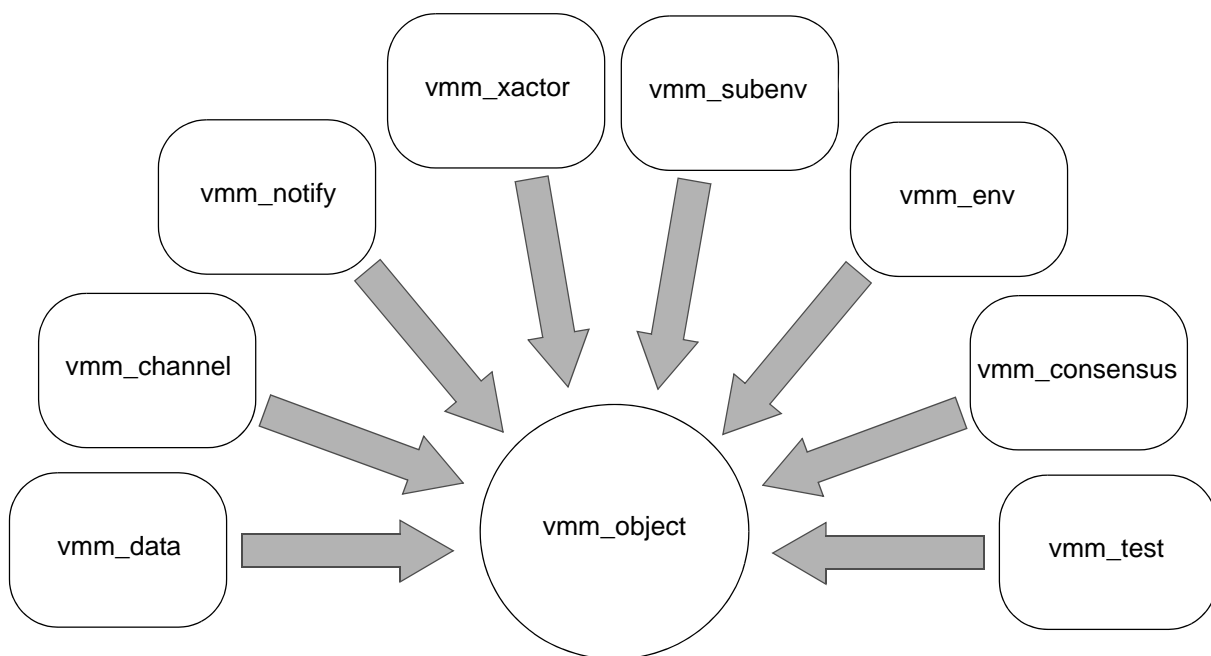 vmm_xactor
vmm_subenv
vmm_notify
vmm_env
vmm_channel
vmm_consensus
vmm_data
vmm_object
vmm_test